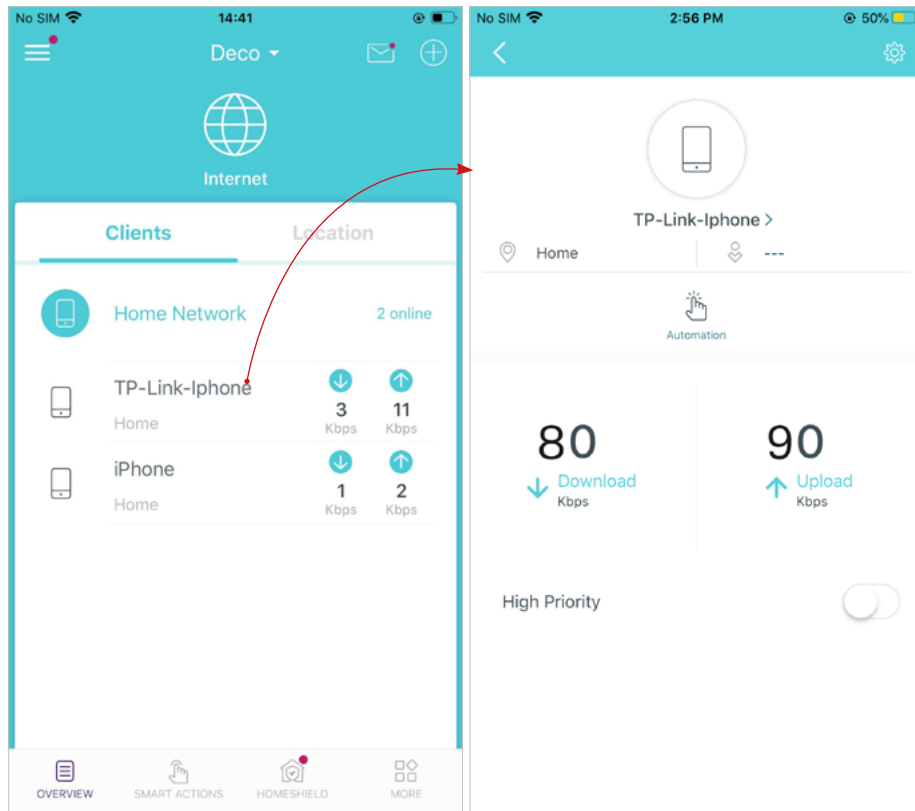 No SIM 14:41
Deco
Internet
Clients Location
Home Network 2 online
TP-Link-Iphone
Home
3 11
Kbps Kbps
iPhone
Home
1 2
Kbps Kbps
OVERVIEW SMART ACTIONS HOMESHIELD MORE
No SIM 2:56 PM 50%
TP-Link-Iphone >
Home ---
Automation
80 90
Download Upload
Kbps Kbps
High Priority